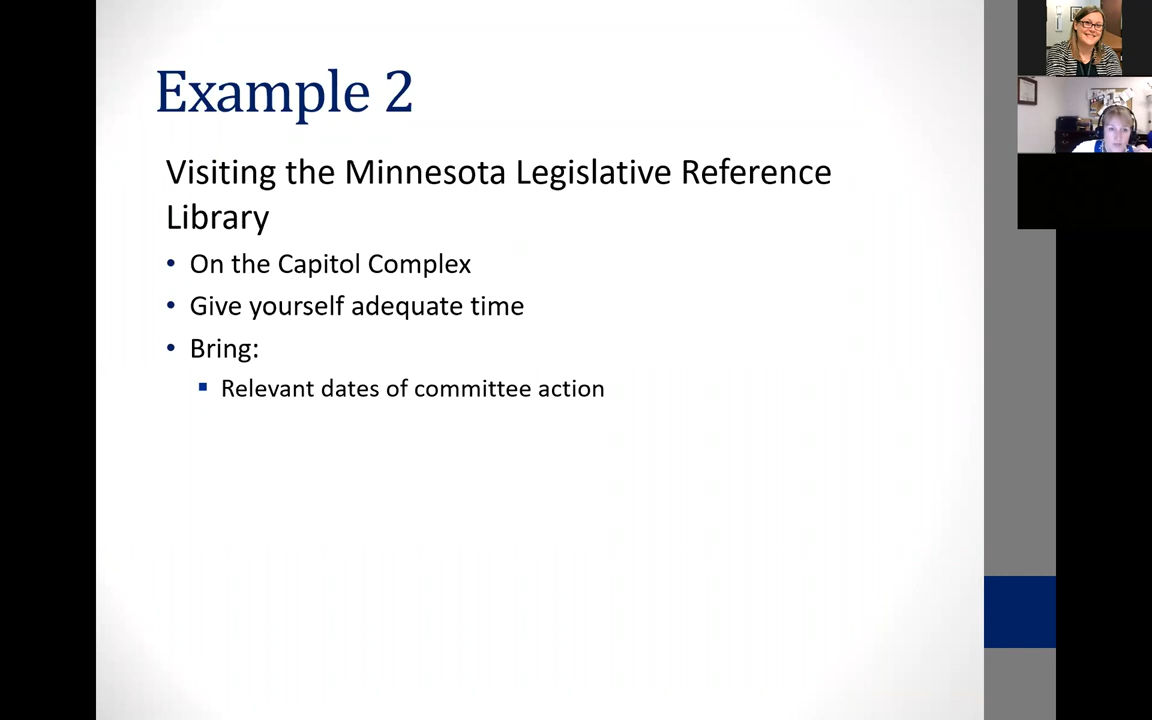 Example 2
Visiting the Minnesota Legislative Reference
Library
• On the Capitol Complex
• Give yourself adequate time
• Bring:
▪ Relevant dates of committee action